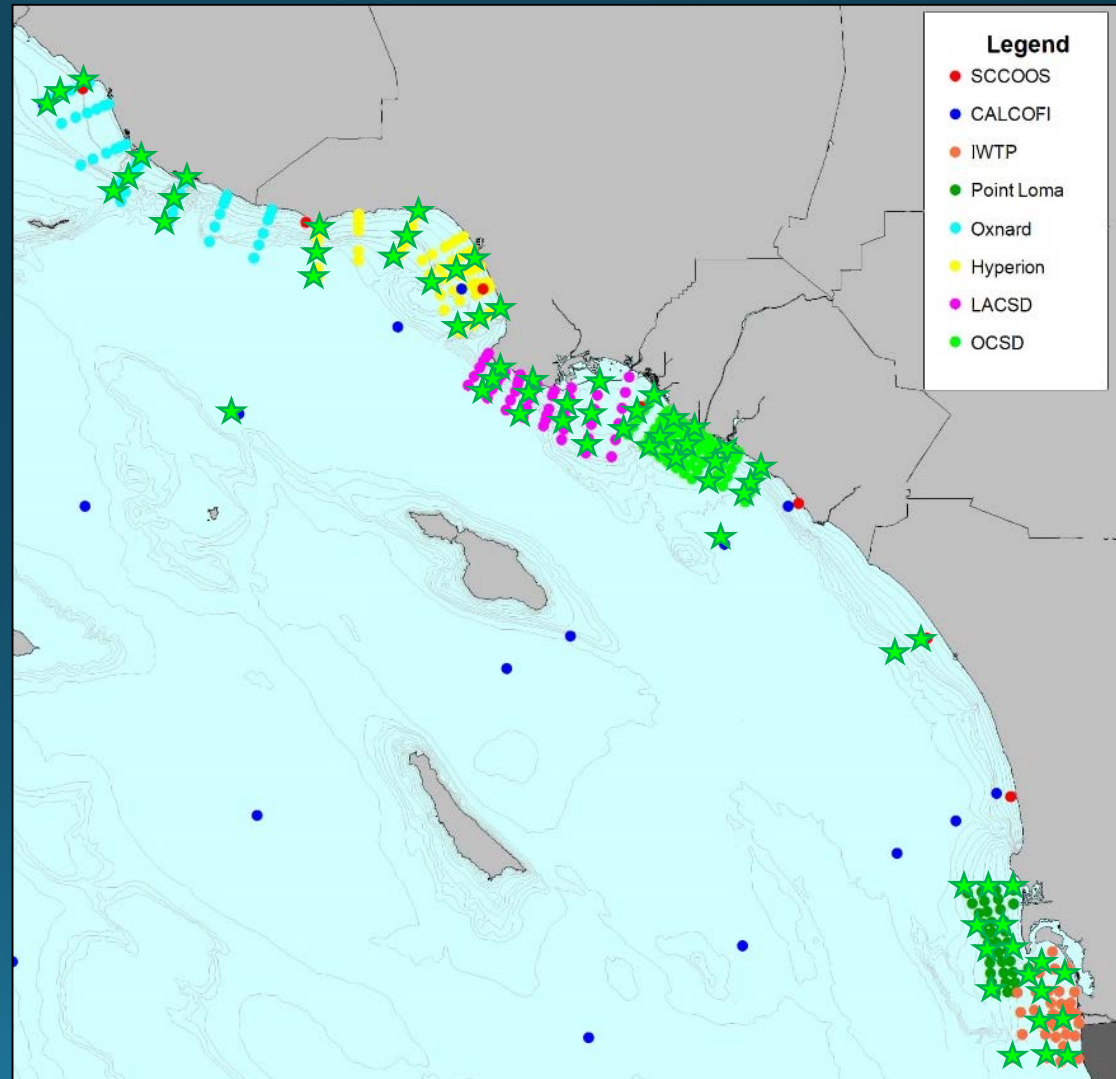 Legend
SCCOOS
CALCOFI
IWTP
Point Loma
Oxnard
Hyperion
LACSD
OCSD